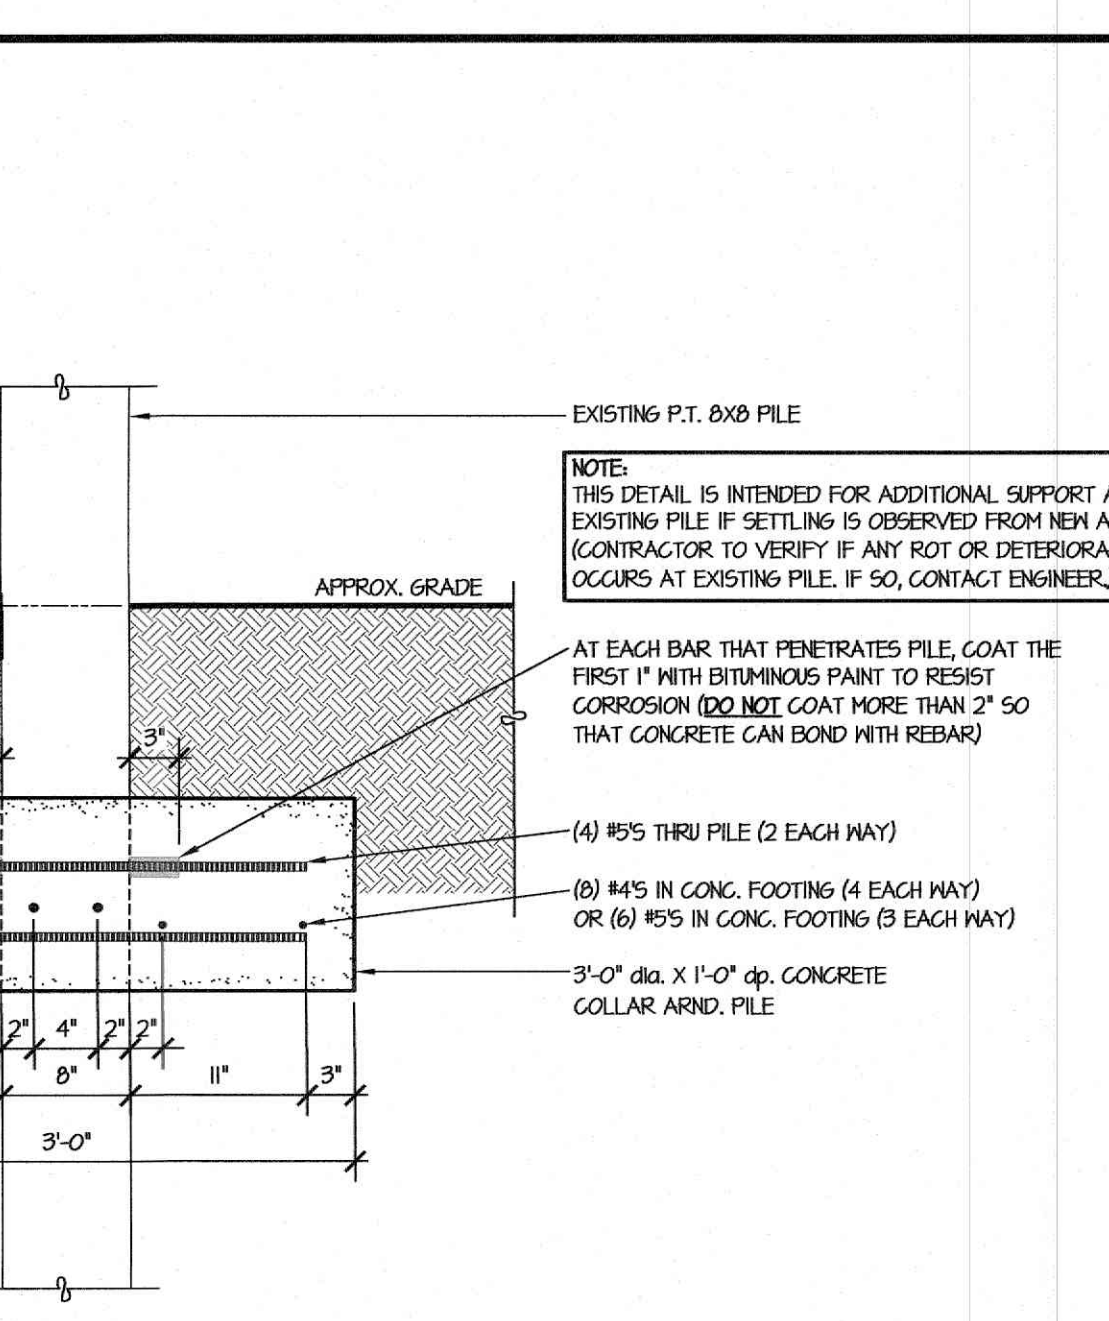 EXISTING P.T. 8X8 PILE
NOTE:
THIS DETAIL IS INTENDED FOR ADDITIONAL SUPPORT
EXISTING PILE IF SETTLING IS OBSERVED FROM NEW
(CONTRACTOR TO VERIFY IF ANY ROT OR
OCCURS AT EXISTING PILE. IF SO, CONTACT ENGINEER.
APPROX. GRADE
AT EACH BAR THAT PENETRATES PILE, COAT THE
FIRST 1" WITH BITUMINOUS PAINT TO RESIST
CORROSION (DO NOT COAT MORE THAN 2" SO
THAT CONCRETE CAN BOND WITH REBAR)
3"
(4) #5'S THRU PILE (2 EACH WAY)
(8) #4'S IN CONC. FOOTING (4 EACH WAY)
OR (6) #5'S IN CONC. FOOTING (3 EACH WAY)
3'-0" dia. X 1'-0" dp. CONCRETE
COLLAR ARND. PILE
2" 4" 2" 2"
8" 11" 3"
3'-0"